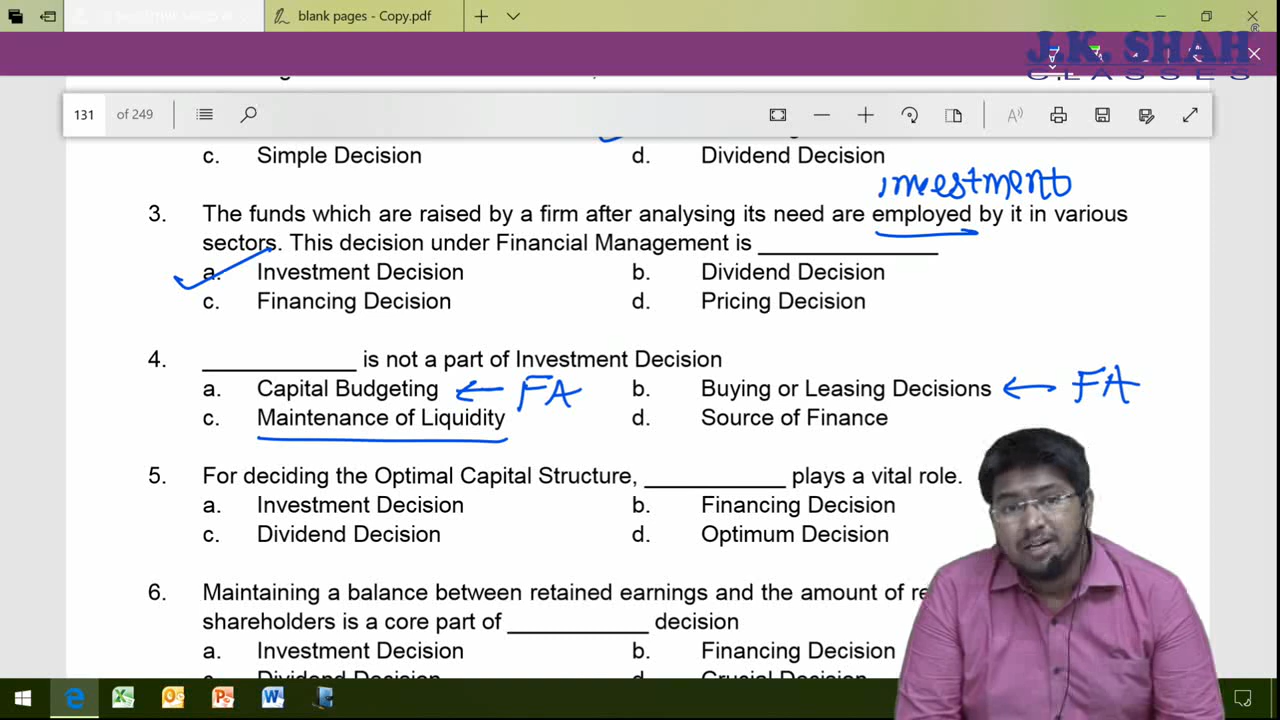 blank pages - Copy.pdf
J.K. SHAH®
CLASSES
131 of 249
c. Simple Decision d. Dividend Decision
investment
3. The funds which are raised by a firm after analysing its need are employed by it in various
sectors. This decision under Financial Management is ______________
a. Investment Decision b. Dividend Decision
c. Financing Decision d. Pricing Decision
4. ____________ is not a part of Investment Decision
a. Capital Budgeting ← FA b. Buying or Leasing Decisions ← FA
c. Maintenance of Liquidity d. Source of Finance
5. For deciding the Optimal Capital Structure, ___________ plays a vital role.
a. Investment Decision b. Financing Decision
c. Dividend Decision d. Optimum Decision
6. Maintaining a balance between retained earnings and the amount of
shareholders is a core part of ___________ decision
a. Investment Decision b. Financing Decision
Dividend Decision d. Crucial Decision